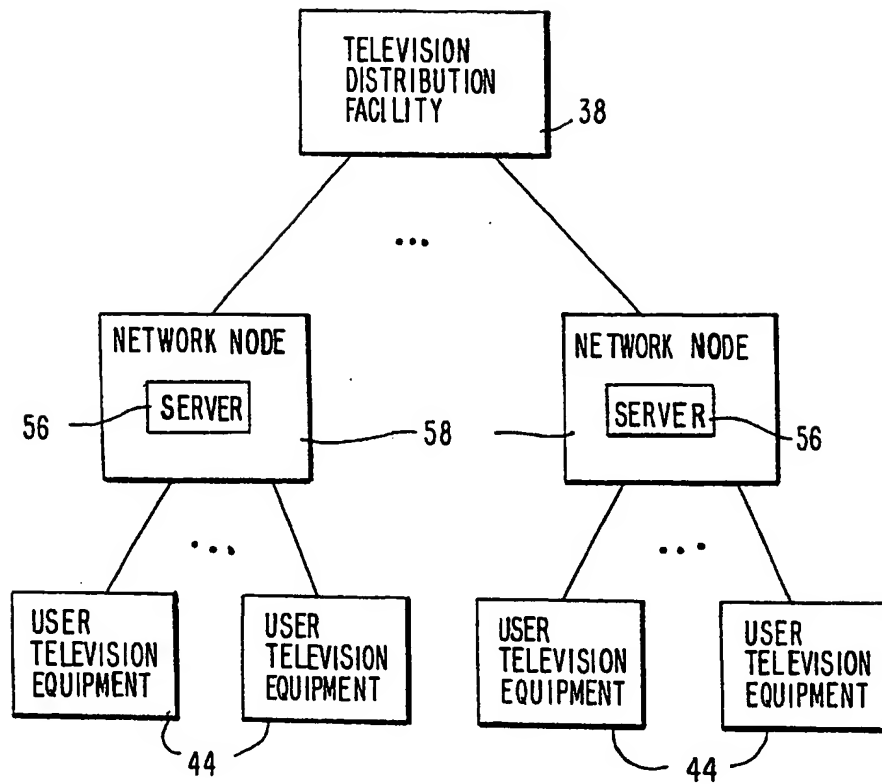 TELEVISION
DISTRIBUTION
FACILITY
38
...
NETWORK NODE
SERVER
56
58
NETWORK NODE
SERVER
56
...
...
USER
TELEVISION
EQUIPMENT
USER
TELEVISION
EQUIPMENT
44
USER
TELEVISION
EQUIPMENT
USER
TELEVISION
EQUIPMENT
44